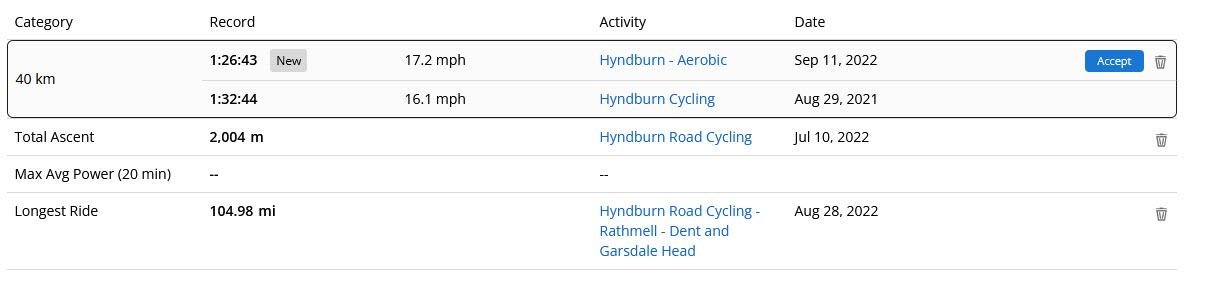 Category Record Activity Date
40 km
1:26:43 New 17.2 mph Hyndburn - Aerobic Sep 11, 2022 Accept
1:32:44 16.1 mph Hyndburn Cycling Aug 29, 2021
Total Ascent 2,004 m Hyndburn Road Cycling Jul 10, 2022
Max Avg Power (20 min) -- --
Longest Ride 104.98 mi Hyndburn Road Cycling - Aug 28, 2022
Rathmell - Dent and
Garsdale Head